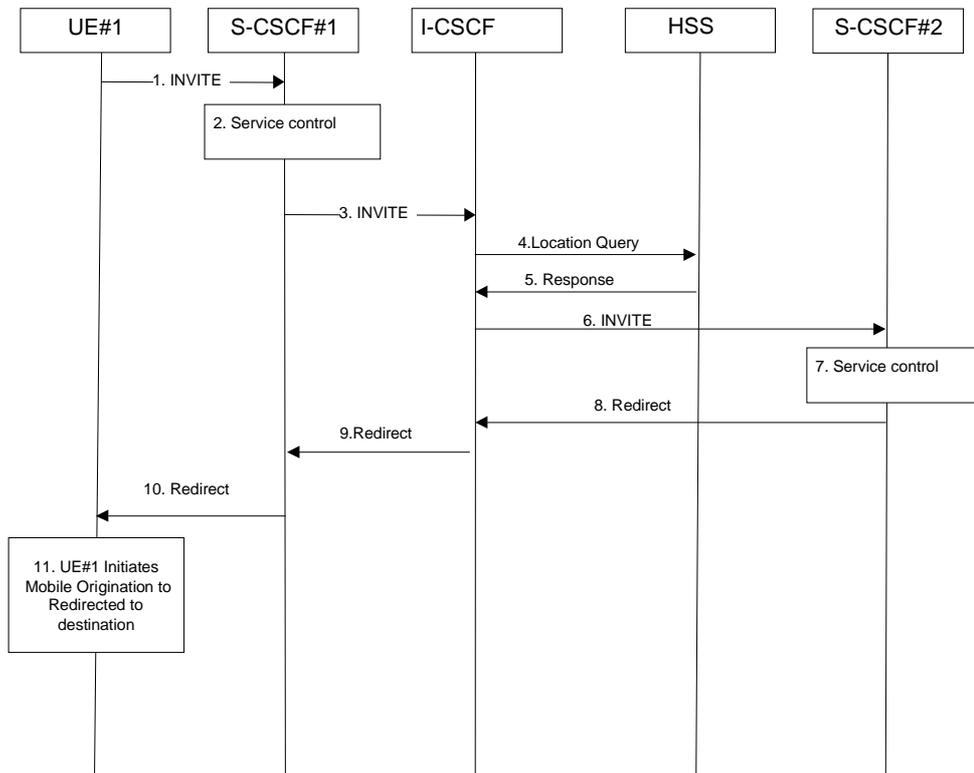 UE#1
S-CSCF#1
I-CSCF
HSS
S-CSCF#2
1. INVITE
2. Service control
3. INVITE
4.Location Query
5. Response
6. INVITE
7. Service control
8. Redirect
9.Redirect
10. Redirect
11. UE#1 Initiates
Mobile Origination to
Redirected to
destination